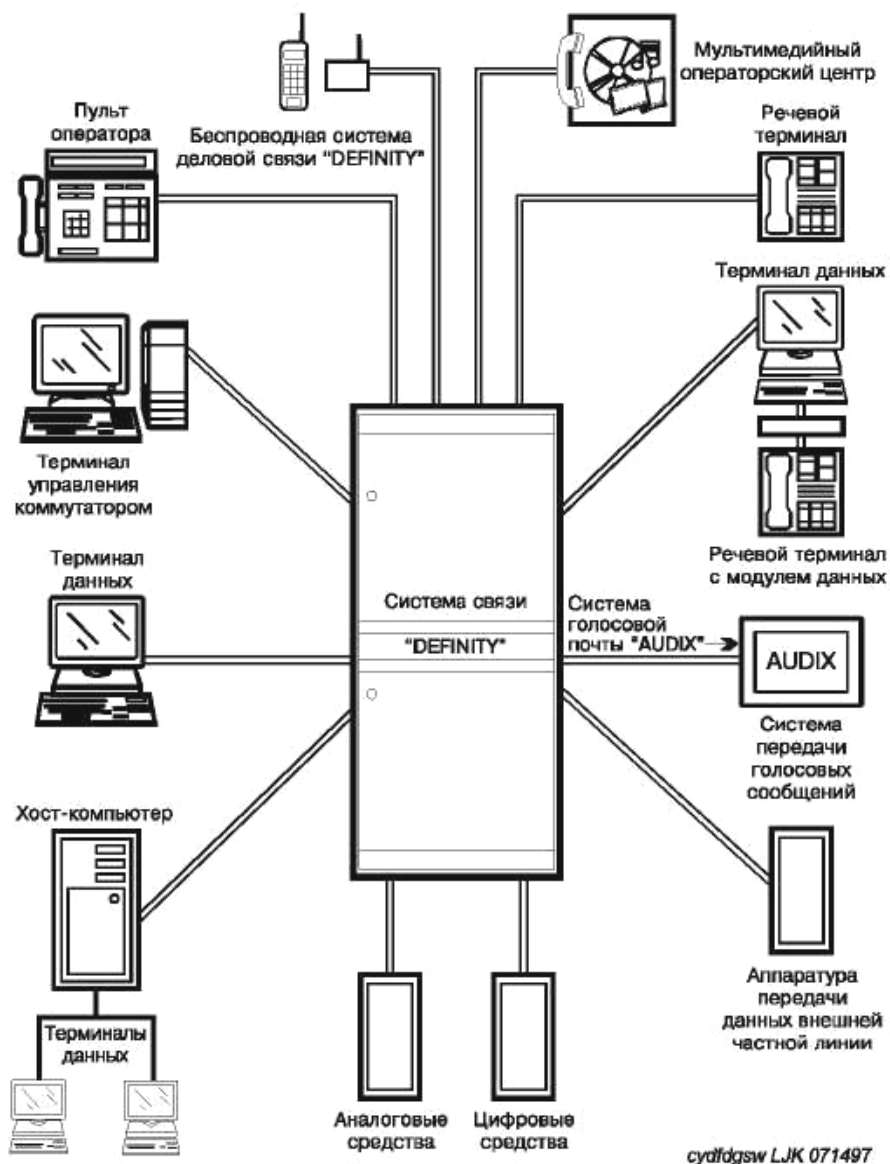 Мультимедийный
операторский центр
Пульт
оператора
Беспроводная система
деловой связи "DEFINITY"
Речевой
терминал
Терминал данных
Терминал
управления
коммутатором
Речевой терминал
с модулем данных
Терминал
данных
Система связи
"DEFINITY"
Система
голосовой
почты "AUDIX"
AUDIX
Система
передачи
голосовых
сообщений
Хост-компьютер
Терминалы
данных
Аппаратура
передачи
данных внешней
частной линии
Аналоговые
средства
Цифровые
средства
cydfdgsw LJK 071497